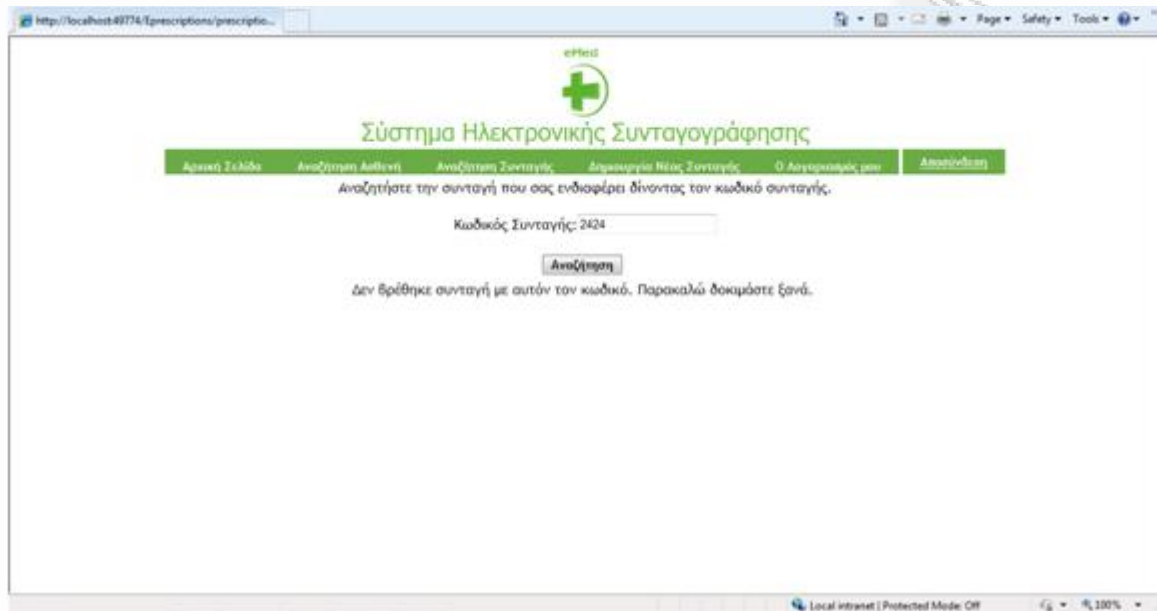 http://localhost:49774/Eprescriptions/prescriptio...
Page Safety Tools
eMed
Σύστημα Ηλεκτρονικής Συνταγογράφησης
Αρχική Σελίδα Αναζήτηση Ασθενή Αναζήτηση Συνταγής Δημιουργία Νέας Συνταγής Ο Λογαριασμός μου Αποσύνδεση
Αναζητήστε την συνταγή που σας ενδιαφέρει δίνοντας τον κωδικό συνταγής.
Κωδικός Συνταγής: 2424
Αναζήτηση
Δεν βρέθηκε συνταγή με αυτόν τον κωδικό. Παρακαλώ δοκιμάστε ξανά.
Local intranet | Protected Mode: Off 100%